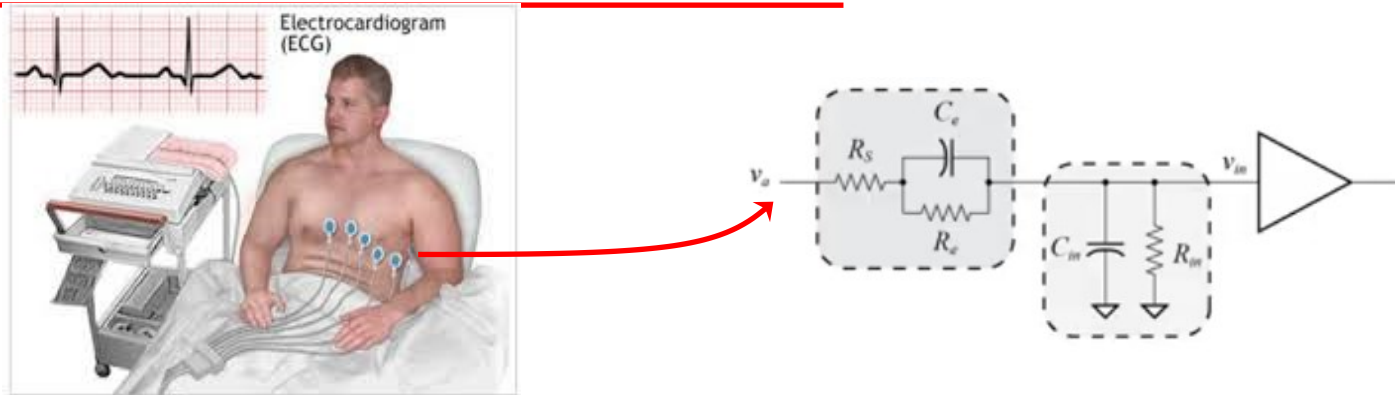 Electrocardiogram
(ECG)
C_e
R_S
v_a
R_e
v_in
C_in
R_in